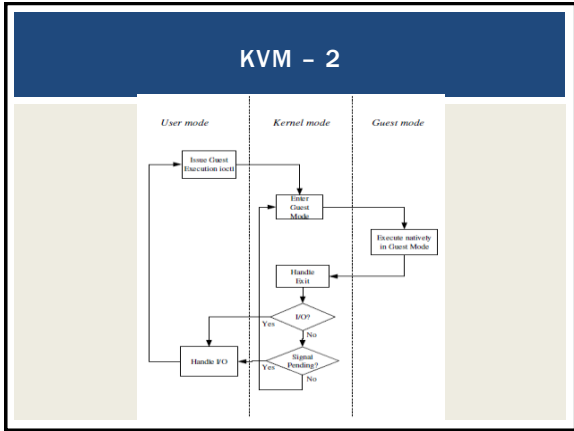 KVM – 2
User mode
Kernel mode
Guest mode
Issue Guest
Execution ioctl
Enter
Guest
Mode
Execute natively
in Guest Mode
Handle
Exit
I/O?
Yes
No
Handle I/O
Signal
Pending?
Yes
No